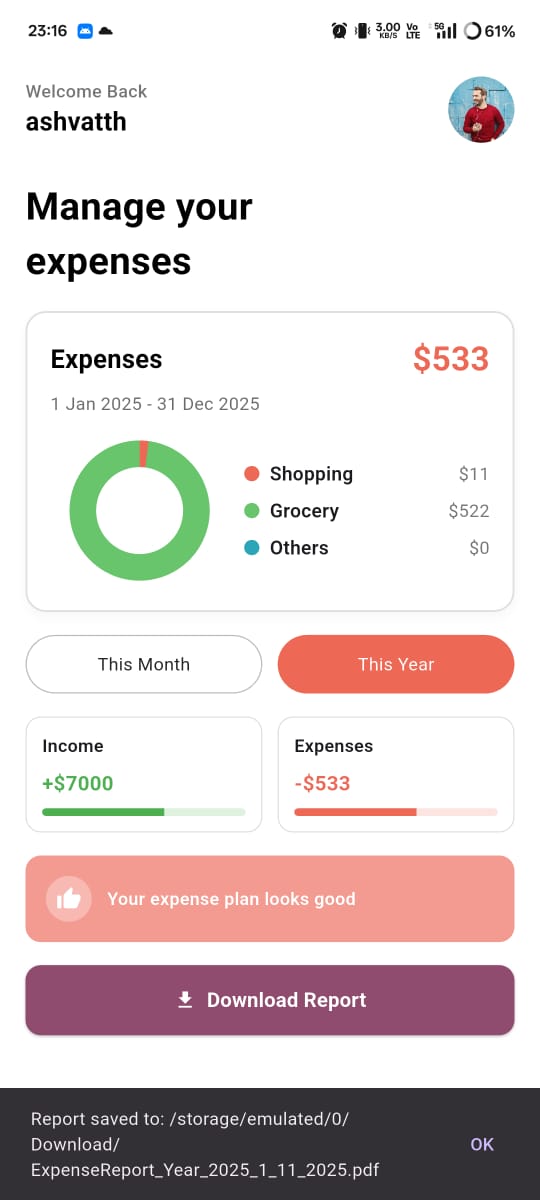 23:16 3.00 KB/S Vo LTE 5G 61%
Welcome Back
ashvatth
Manage your
expenses
Expenses $533
1 Jan 2025 - 31 Dec 2025
Shopping $11
Grocery $522
Others $0
This Month This Year
Income Expenses
+$7000 -$533
Your expense plan looks good
Download Report
Report saved to: /storage/emulated/0/
Download/
ExpenseReport_Year_2025_1_11_2025.pdf
OK